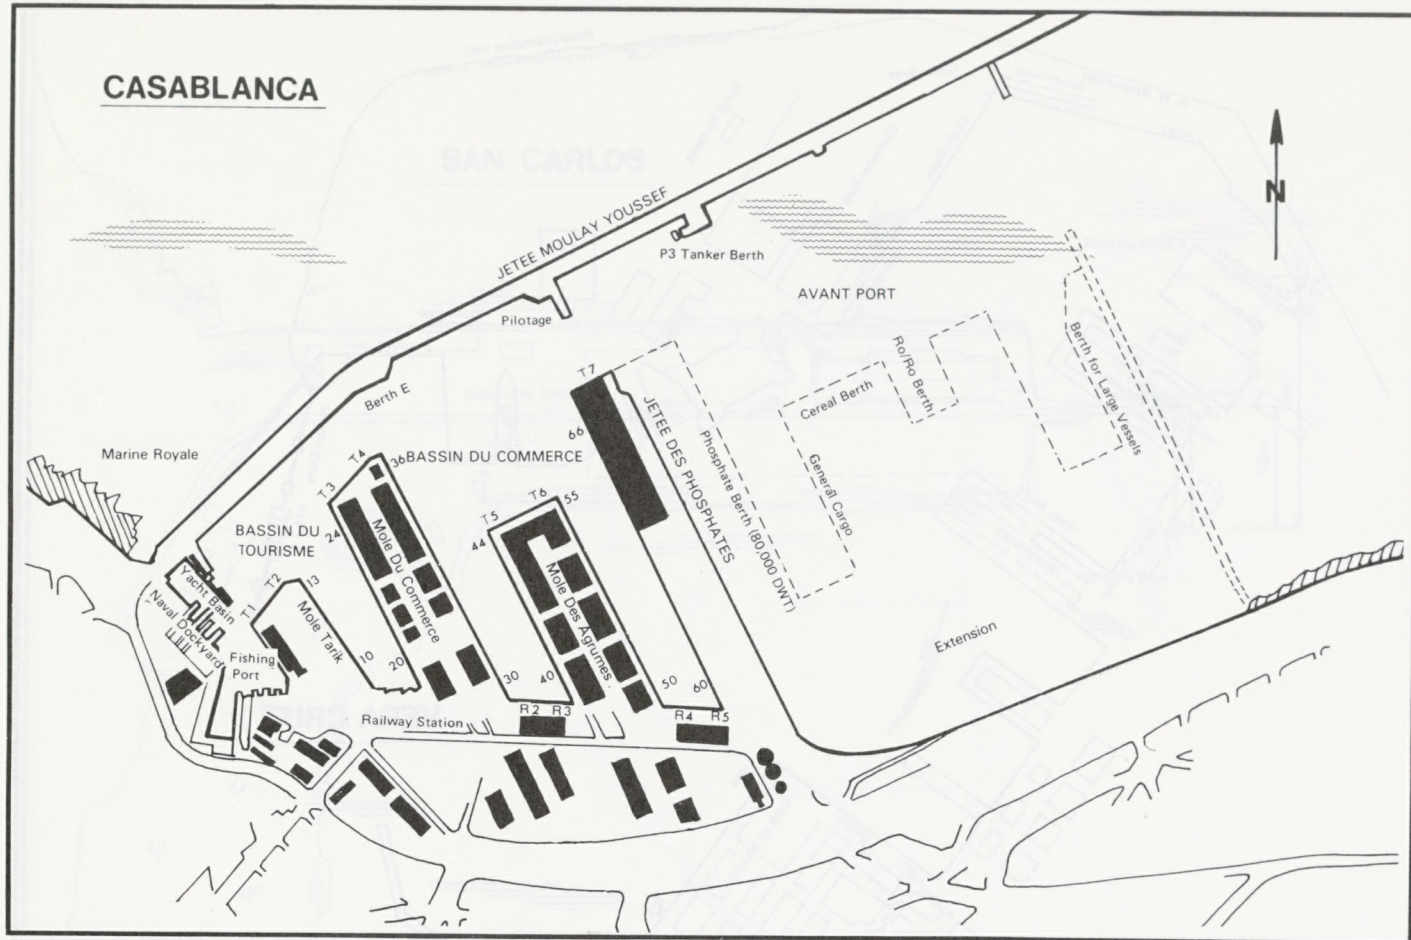 CASABLANCA
N
JETEE MOULAY YOUSSEF
P3 Tanker Berth
AVANT PORT
Pilotage
Berth E
Marine Royale
T7
66
JETEE DES PHOSPHATES
Phosphate Berth (80.000 DWT)
Cereal Berth
Ro/Ro Berth
General Cargo
Berth for Large Vessels
BASSIN DU COMMERCE
T3
T4
36
24
Mole Du Commerce
T5
T6
55
44
Mole Des Agrumes
BASSIN DU
TOURISME
T1
T2
13
Mole Tarik
10
20
Yacht Basin
Naval
Dockyard
Fishing
Port
30
40
50
60
R2
R3
R4
R5
Railway Station
Extension
SAN CARLOS